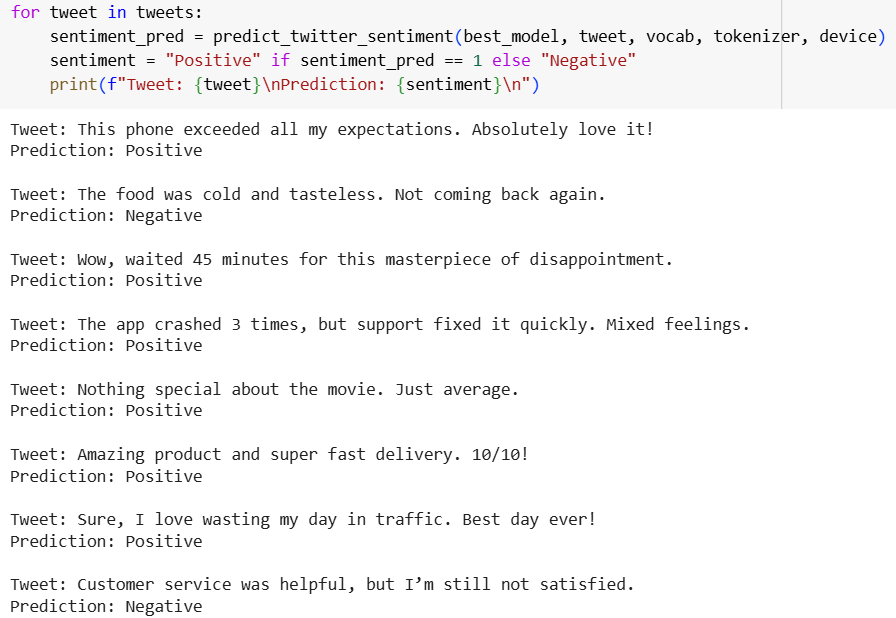 for tweet in tweets:
    sentiment_pred = predict_twitter_sentiment(best_model, tweet, vocab, tokenizer, device)
    sentiment = "Positive" if sentiment_pred == 1 else "Negative"
    print(f"Tweet: {tweet}\nPrediction: {sentiment}\n")
Tweet: This phone exceeded all my expectations. Absolutely love it!
Prediction: Positive
Tweet: The food was cold and tasteless. Not coming back again.
Prediction: Negative
Tweet: Wow, waited 45 minutes for this masterpiece of disappointment.
Prediction: Positive
Tweet: The app crashed 3 times, but support fixed it quickly. Mixed feelings.
Prediction: Positive
Tweet: Nothing special about the movie. Just average.
Prediction: Positive
Tweet: Amazing product and super fast delivery. 10/10!
Prediction: Positive
Tweet: Sure, I love wasting my day in traffic. Best day ever!
Prediction: Positive
Tweet: Customer service was helpful, but I’m still not satisfied.
Prediction: Negative